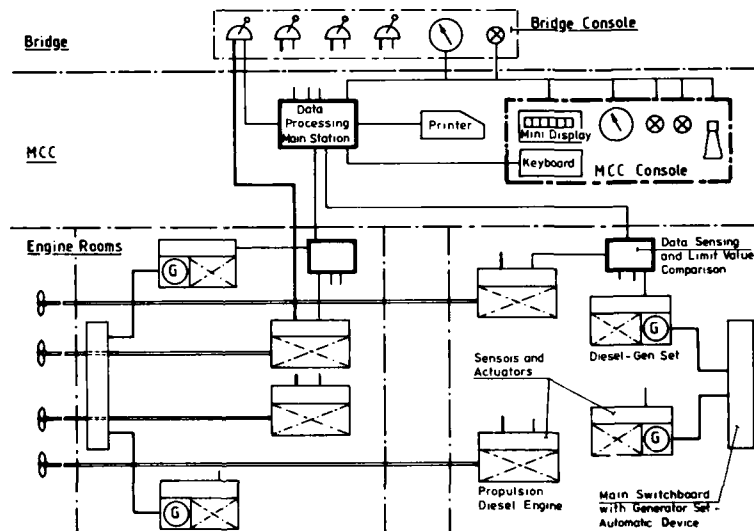 Bridge
Bridge Console
Data
Processing
Main Station
Printer
Mini Display
Keyboard
MCC Console
MCC
Engine Rooms
Data Sensing
and Limit Value
Comparison
G
G
Diesel-Gen Set
Sensors and
Actuators
G
G
Propulsion
Diesel Engine
Main Switchboard
with Generator Set-
Automatic Device